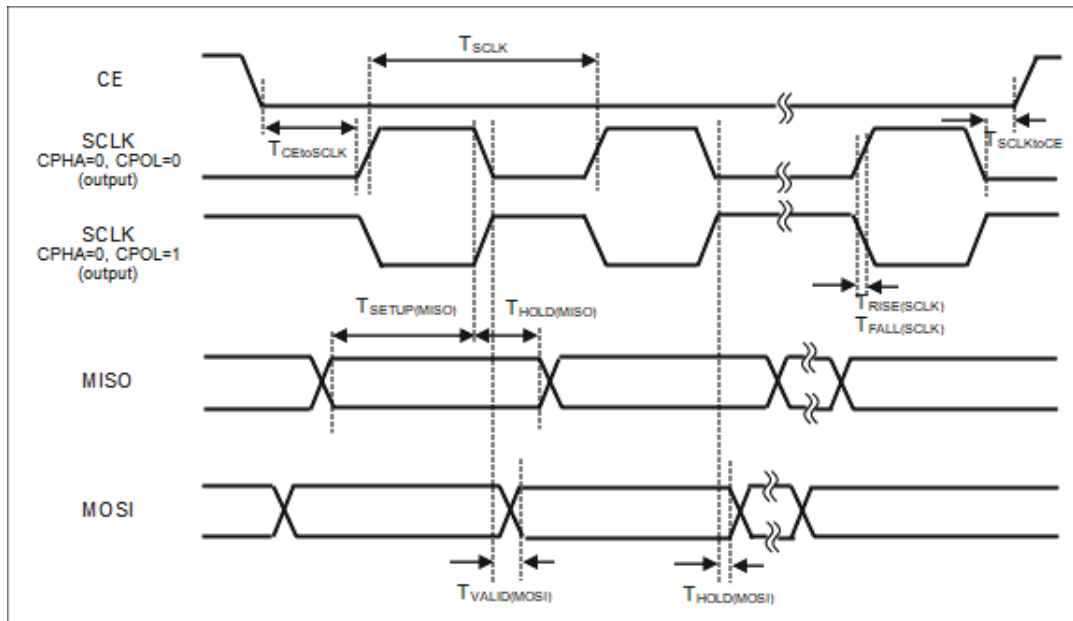 TSCLK
CE
SCLK
CPHA=0, CPOL=0
(output)
TCEtoSCLK
TSCLKtoCE
SCLK
CPHA=0, CPOL=1
(output)
TSETUP(MISO)
THOLD(MISO)
TRISE(SCLK)
TFALL(SCLK)
MISO
MOSI
TVALID(MOSI)
THOLD(MOSI)